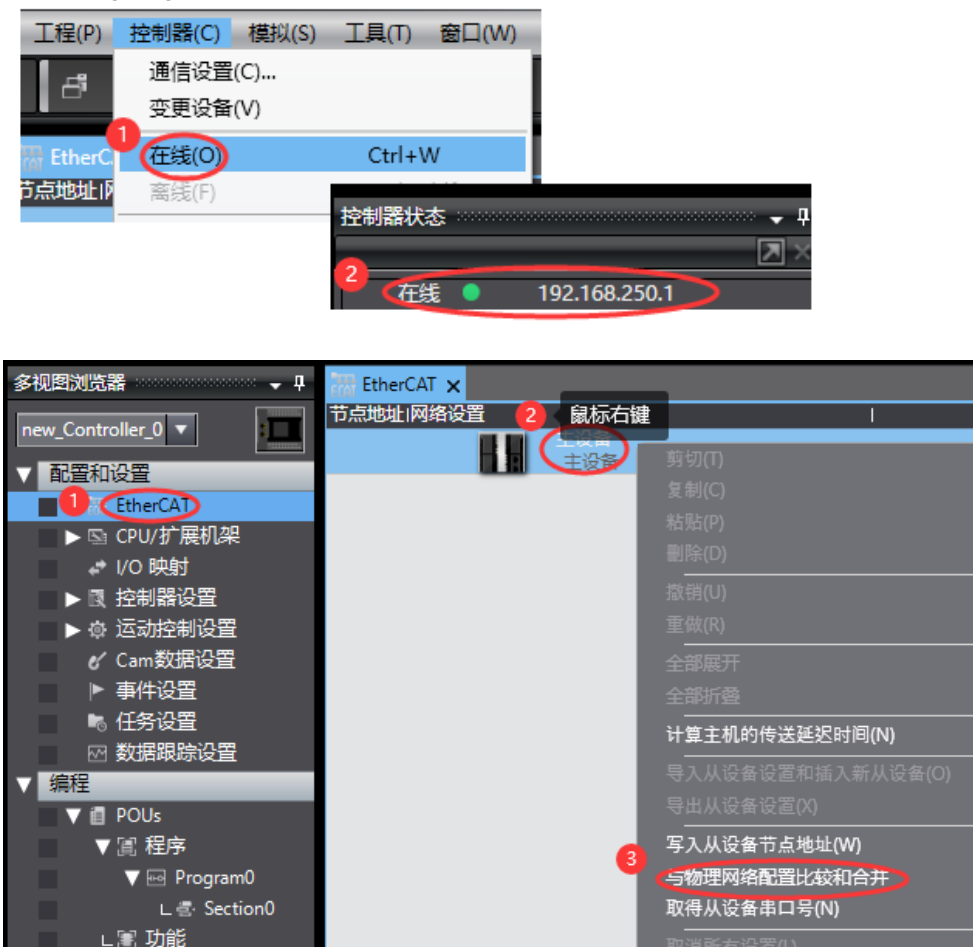 工程(P) 控制器(C) 模拟(S) 工具(T) 窗口(W)
通信设置(C)...
变更设备(V)
1
EtherC
在线(O) Ctrl+W
节点地址|网
离线(F)
控制器状态
2
在线 192.168.250.1
多视图浏览器
EtherCAT
new_Controller_0
节点地址|网络设置
2
鼠标右键
主设备
主设备
配置和设置
1 EtherCAT
CPU/扩展机架
I/O 映射
控制器设置
运动控制设置
Cam数据设置
事件设置
任务设置
数据跟踪设置
编程
POUs
程序
Program0
Section0
功能
剪切(T)
复制(C)
粘贴(P)
删除(D)
撤销(U)
重做(R)
全部展开
全部折叠
计算主机的传送延迟时间(N)
导入从设备设置和插入新从设备(O)
导出从设备设置(X)
写入从设备节点地址(W)
3
与物理网络配置比较和合并
取得从设备串口号(N)
取消所有设置(L)